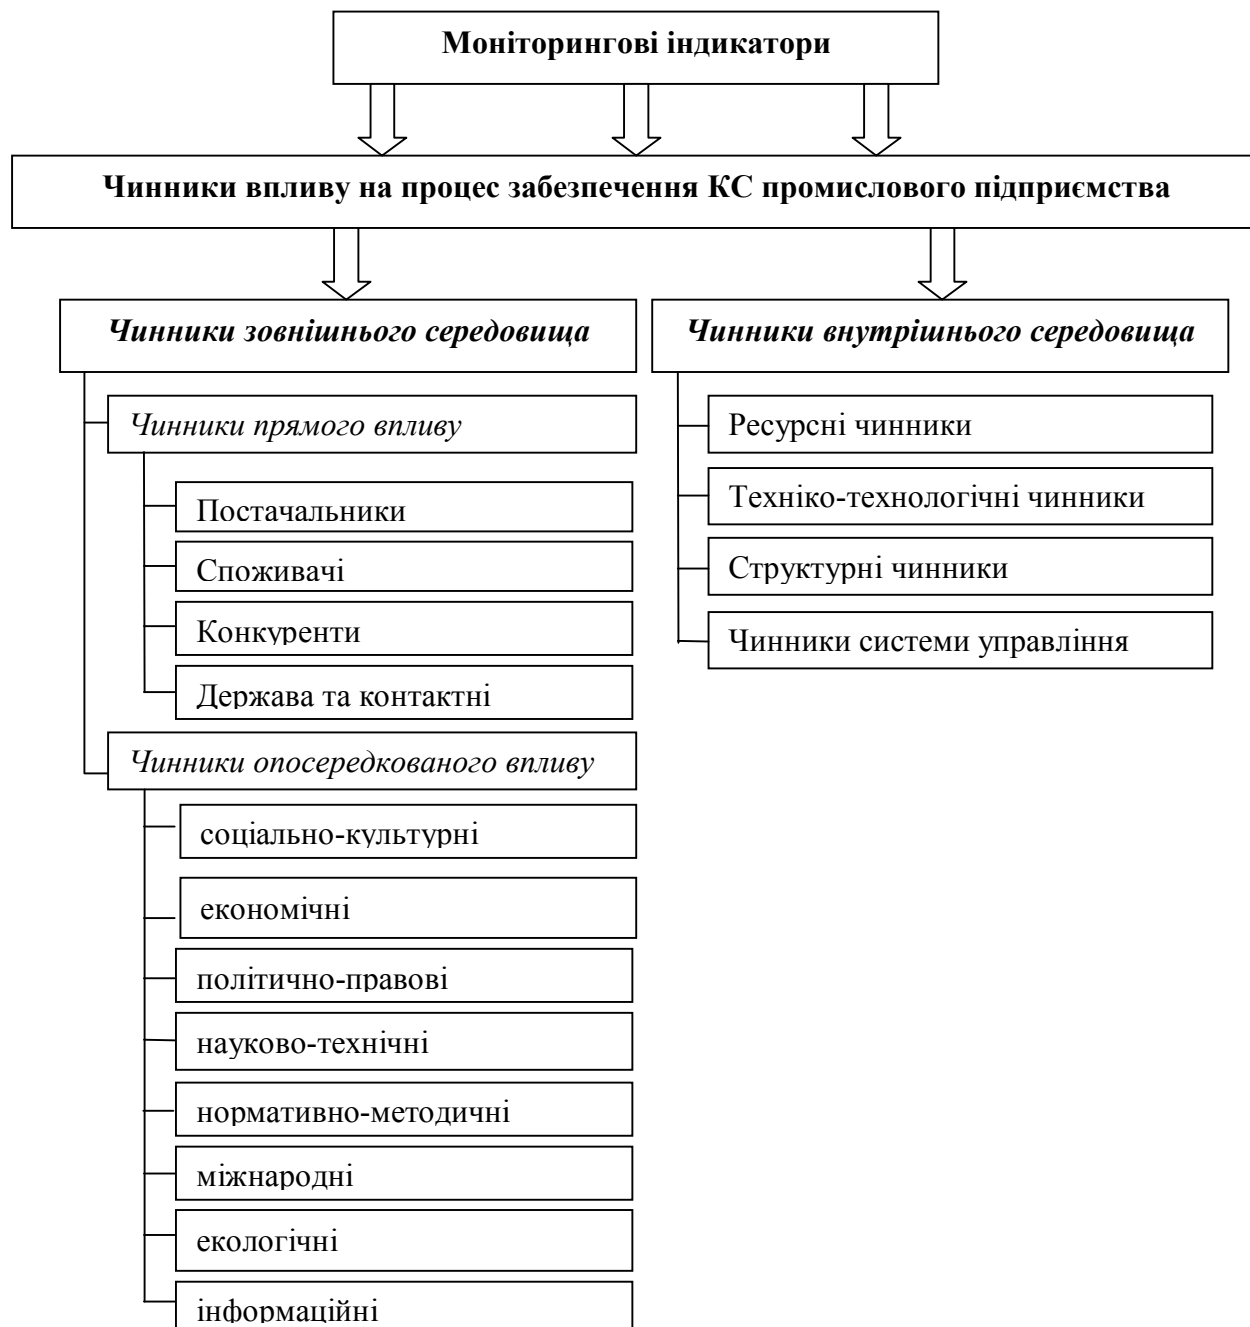 Моніторингові індикатори
Чинники впливу на процес забезпечення КС промислового підприємства
Чинники зовнішнього середовища
Чинники прямого впливу
Постачальники
Споживачі
Конкуренти
Держава та контактні
Чинники опосередкованого впливу
соціально-культурні
економічні
політично-правові
науково-технічні
нормативно-методичні
міжнародні
екологічні
інформаційні
Чинники внутрішнього середовища
Ресурсні чинники
Техніко-технологічні чинники
Структурні чинники
Чинники системи управління